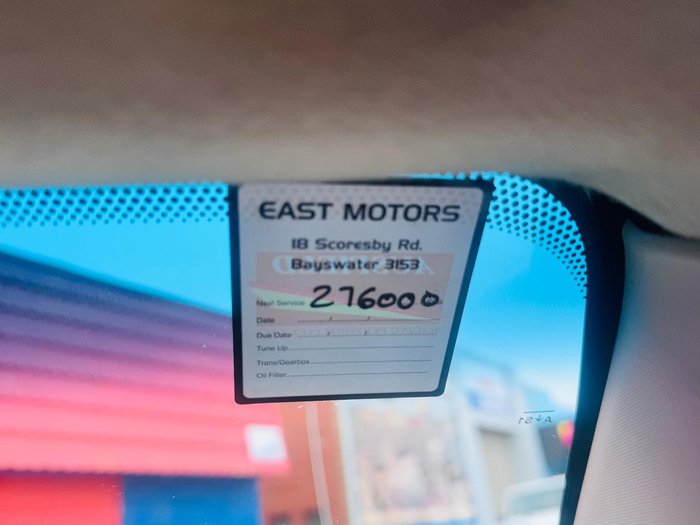 EAST MOTORS
18 Scoresby Rd.
Bayswater 3153
Next Service 276000
Date
Due Date
Tune Up
Trans/Gearbox
Oil Filter